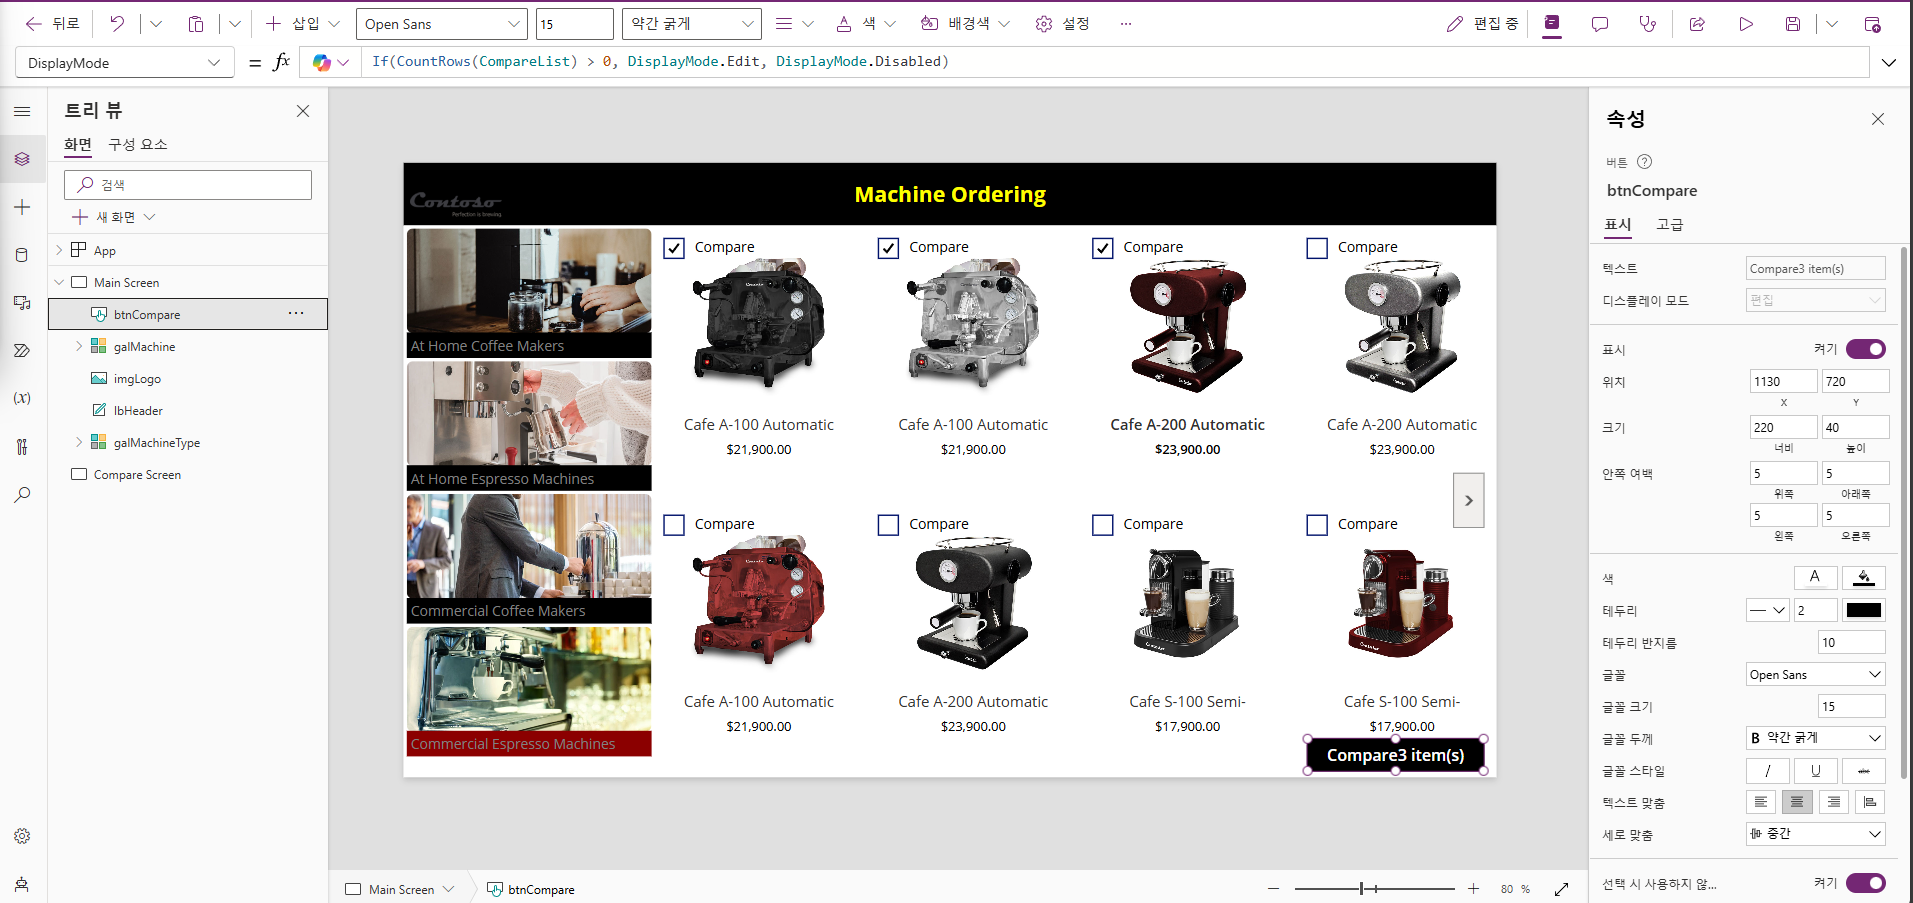 뒤로
삽입
Open Sans
15
약간 굵게
색
배경색
설정
편집 중
DisplayMode
= fx
If(CountRows(CompareList) > 0, DisplayMode.Edit, DisplayMode.Disabled)
트리 뷰
화면
구성 요소
검색
새 화면
App
Main Screen
btnCompare
galMachine
imgLogo
lbHeader
galMachineType
Compare Screen
(x)
Contoso
Perfection is brewing.
Machine Ordering
At Home Coffee Makers
At Home Espresso Machines
Commercial Coffee Makers
Commercial Espresso Machines
Compare
Compare
Compare
Compare
Cafe A-100 Automatic
Cafe A-100 Automatic
Cafe A-200 Automatic
Cafe A-200 Automatic
$21,900.00
$21,900.00
$23,900.00
$23,900.00
Compare
Compare
Compare
Compare
Cafe A-100 Automatic
Cafe A-200 Automatic
Cafe S-100 Semi-
Cafe S-100 Semi-
$21,900.00
$23,900.00
$17,900.00
$17,900.00
Compare3 item(s)
Main Screen
btnCompare
80 %
속성
버튼
btnCompare
표시
고급
텍스트
Compare3 item(s)
디스플레이 모드
편집
표시
켜기
위치
1130
720
X
Y
크기
220
40
너비
높이
안쪽 여백
5
5
위쪽
아래쪽
5
5
왼쪽
오른쪽
색
A
테두리
2
테두리 반지름
10
글꼴
Open Sans
글꼴 크기
15
글꼴 두께
B 약간 굵게
글꼴 스타일
/
U
abc
텍스트 맞춤
세로 맞춤
중간
선택 시 사용하지 않...
켜기